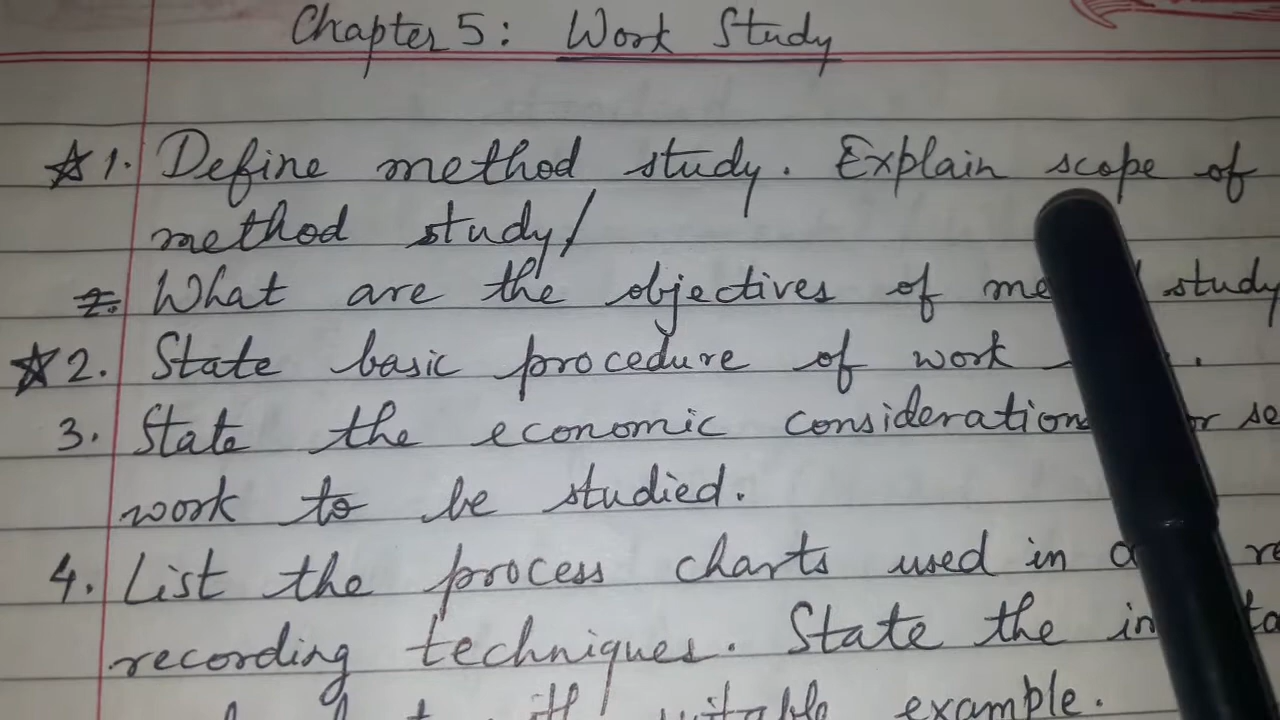 Chapter 5: Work Study
☆1. Define method study. Explain scope of
method study/
2. What are the objectives of study
☆2. State basic procedure of work
3. State the economic
work to be studied.
4. List the process charts used in
recording techniques. State the
example.